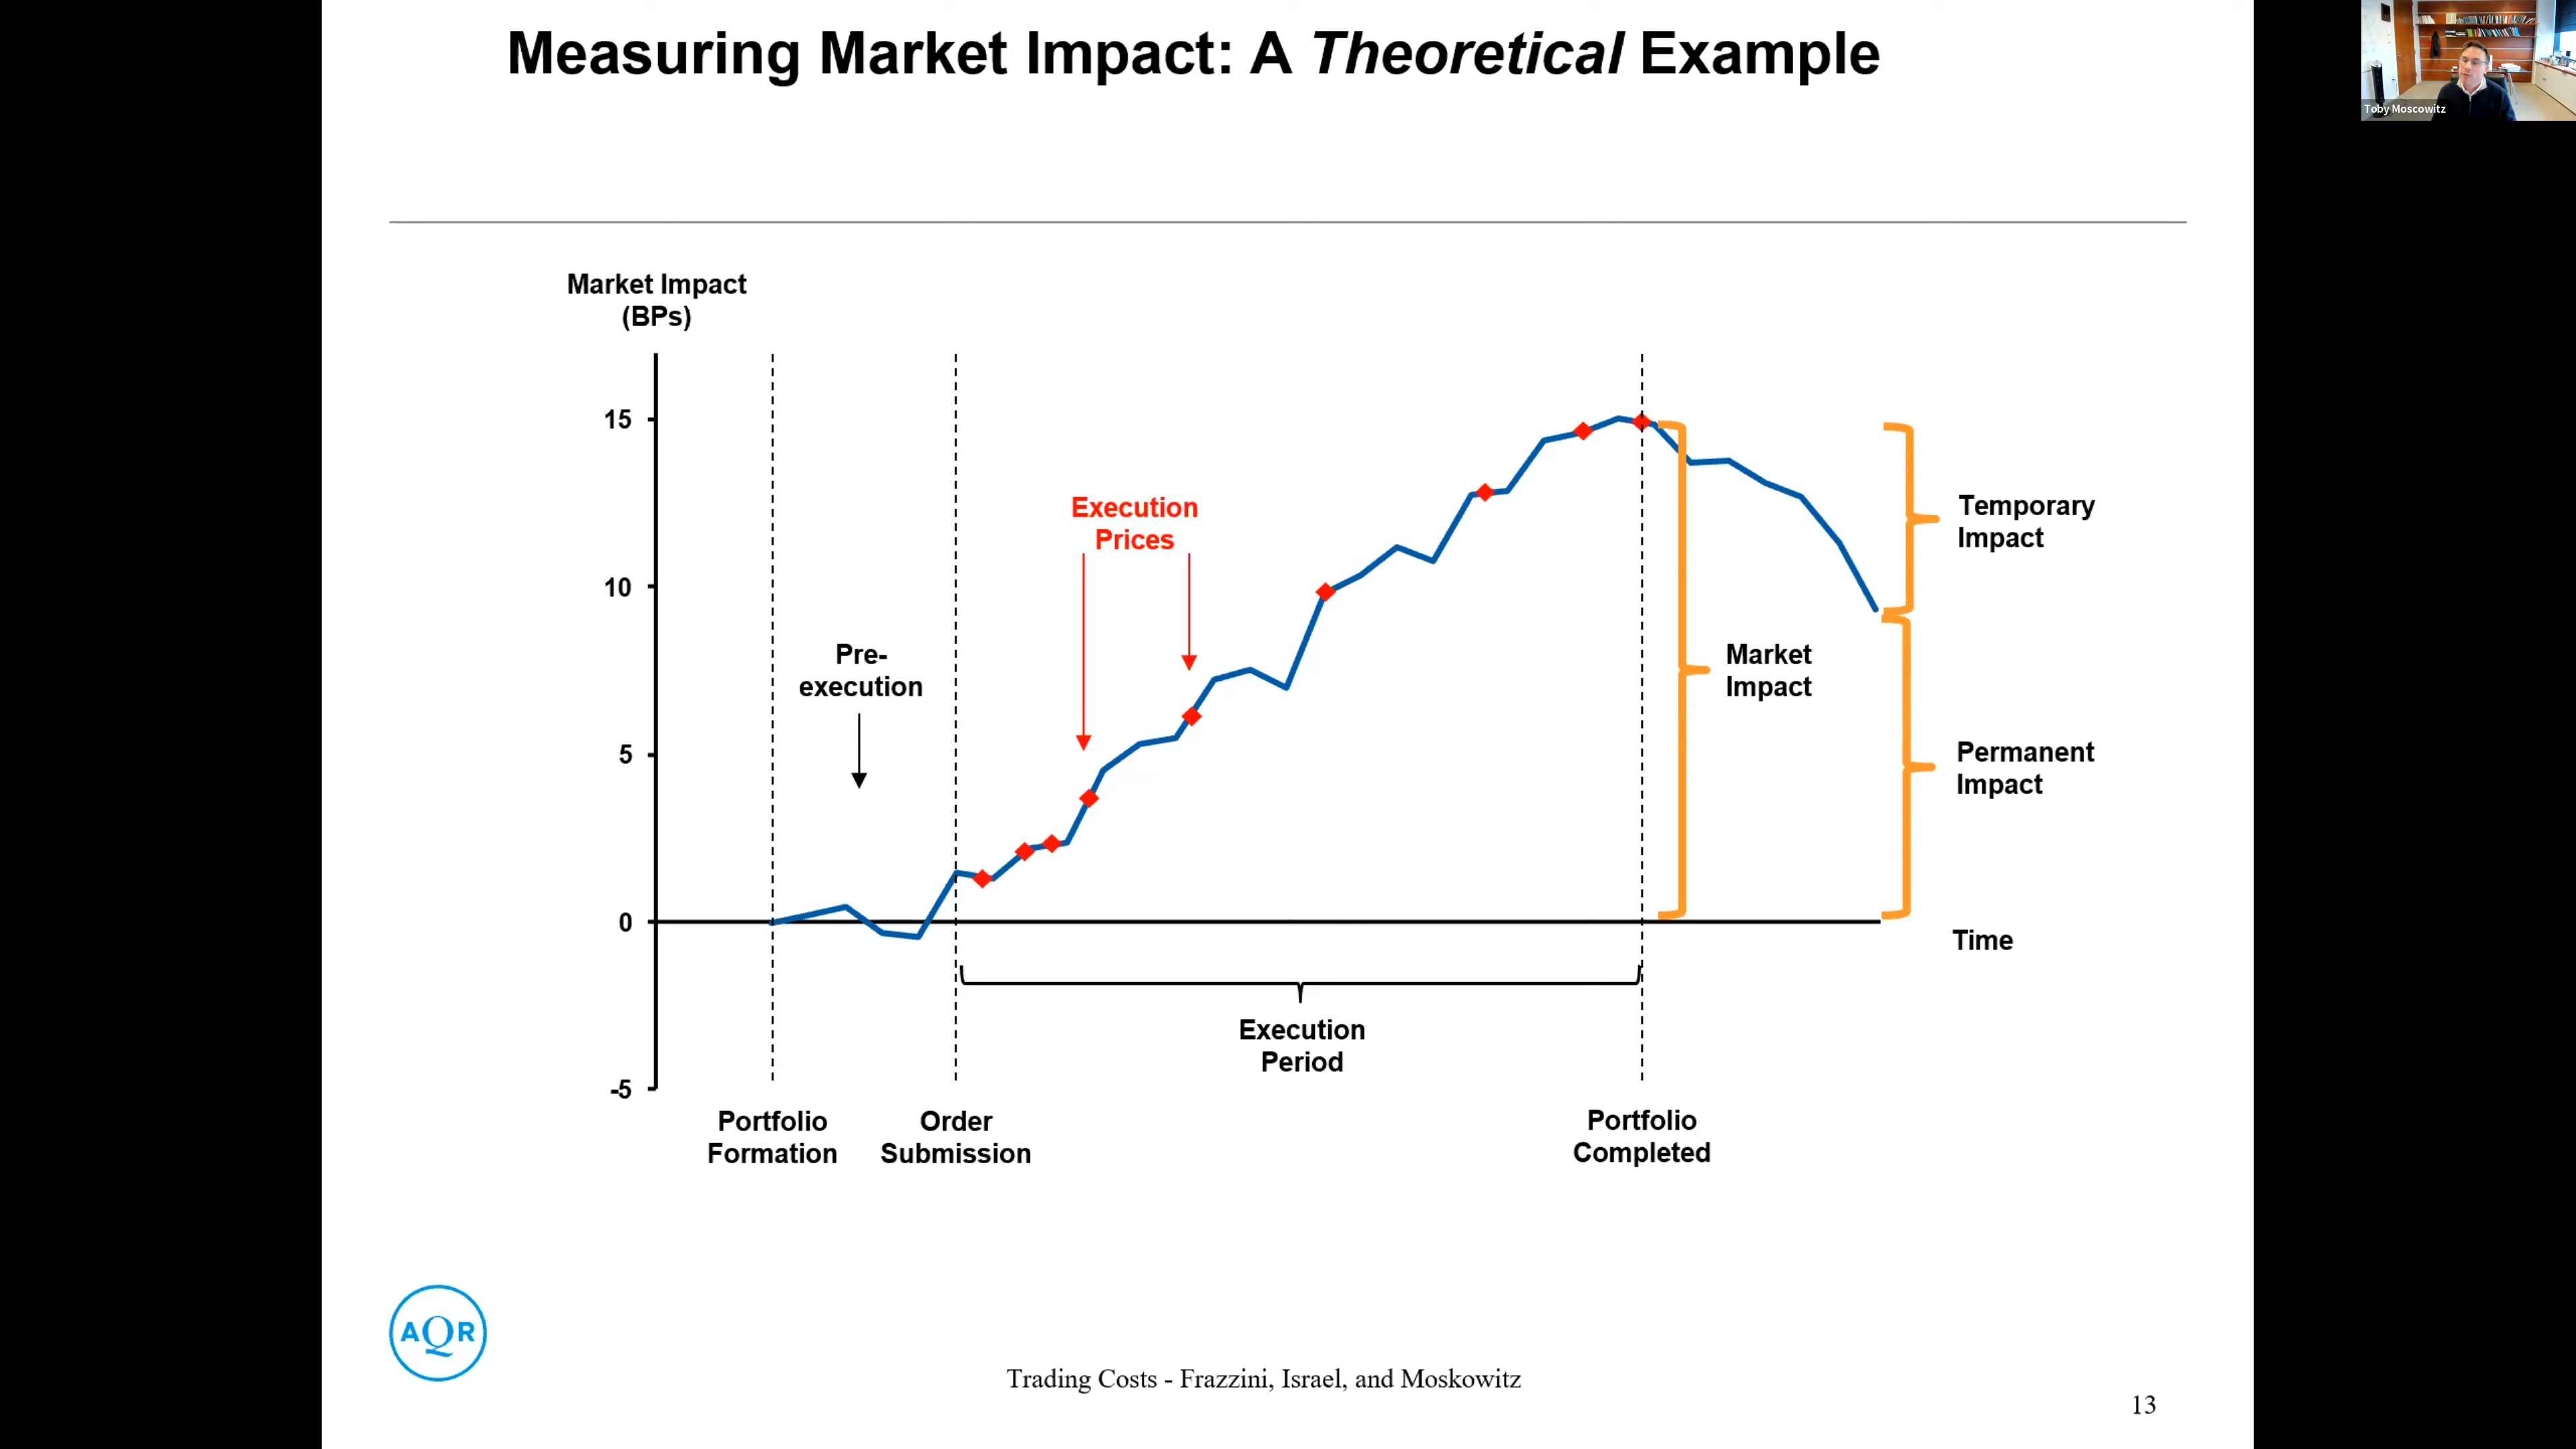 Measuring Market Impact: A Theoretical Example
Toby Moscowitz
Market Impact
(BPs)
15
10
5
0
-5
Pre-
execution
Execution
Prices
Temporary
Impact
Market
Impact
Permanent
Impact
Time
Execution
Period
Portfolio
Formation
Order
Submission
Portfolio
Completed
AQR
Trading Costs - Frazzini, Israel, and Moskowitz
13